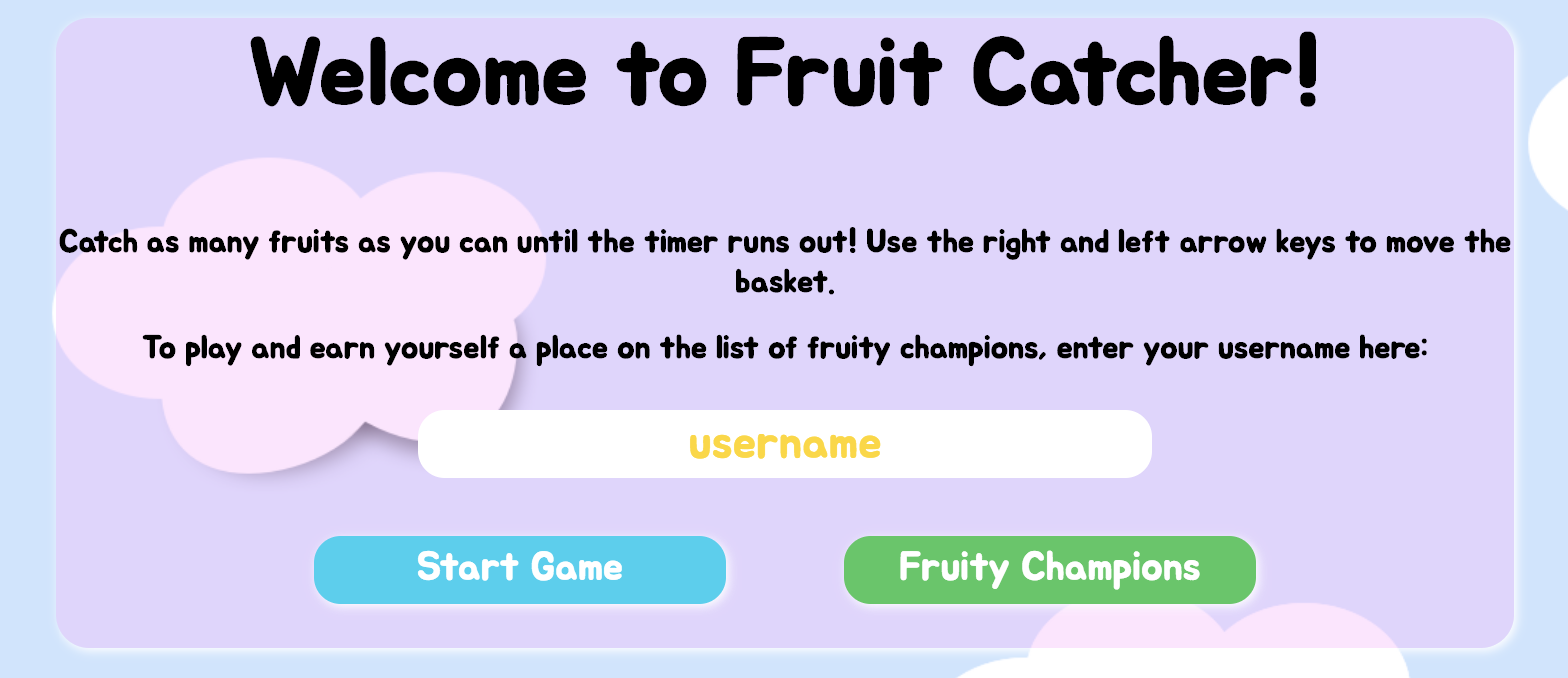 Welcome to Fruit Catcher!
Catch as many fruits as you can until the timer runs out! Use the right and left arrow keys to move the
basket.
To play and earn yourself a place on the list of fruity champions, enter your username here:
username
Start Game
Fruity Champions